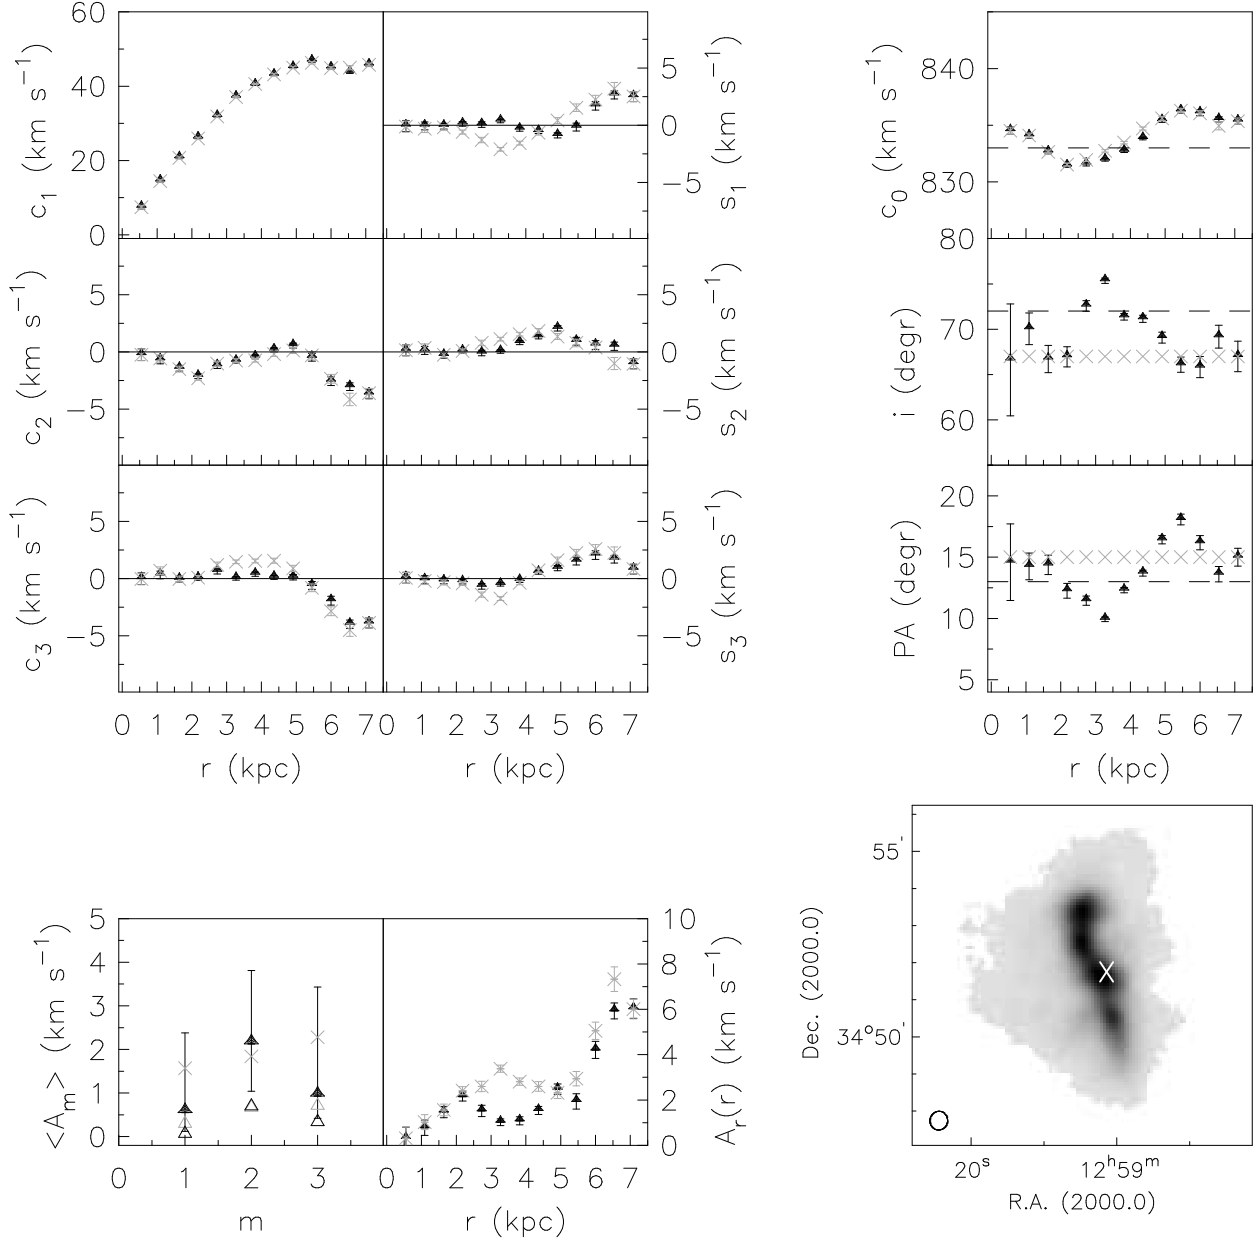 60
40
20
0
c1 (km s−1)
5
0
−5
s1 (km s−1)
840
830
c0 (km s−1)
5
0
−5
c2 (km s−1)
5
0
−5
s2 (km s−1)
80
70
60
i (degr)
5
0
−5
c3 (km s−1)
5
0
−5
s3 (km s−1)
20
15
10
5
PA (degr)
0 1 2 3 4 5 6 7 0 1 2 3 4 5 6 7
r (kpc) r (kpc)
0 1 2 3 4 5 6 7
r (kpc)
5
4
3
2
1
0
<Am> (km s−1)
0 1 2 3
m
10
8
6
4
2
0
Ar(r) (km s−1)
0 1 2 3 4 5 6 7
r (kpc)
55'
34°50'
Dec. (2000.0)
20s 12h59m
R.A. (2000.0)